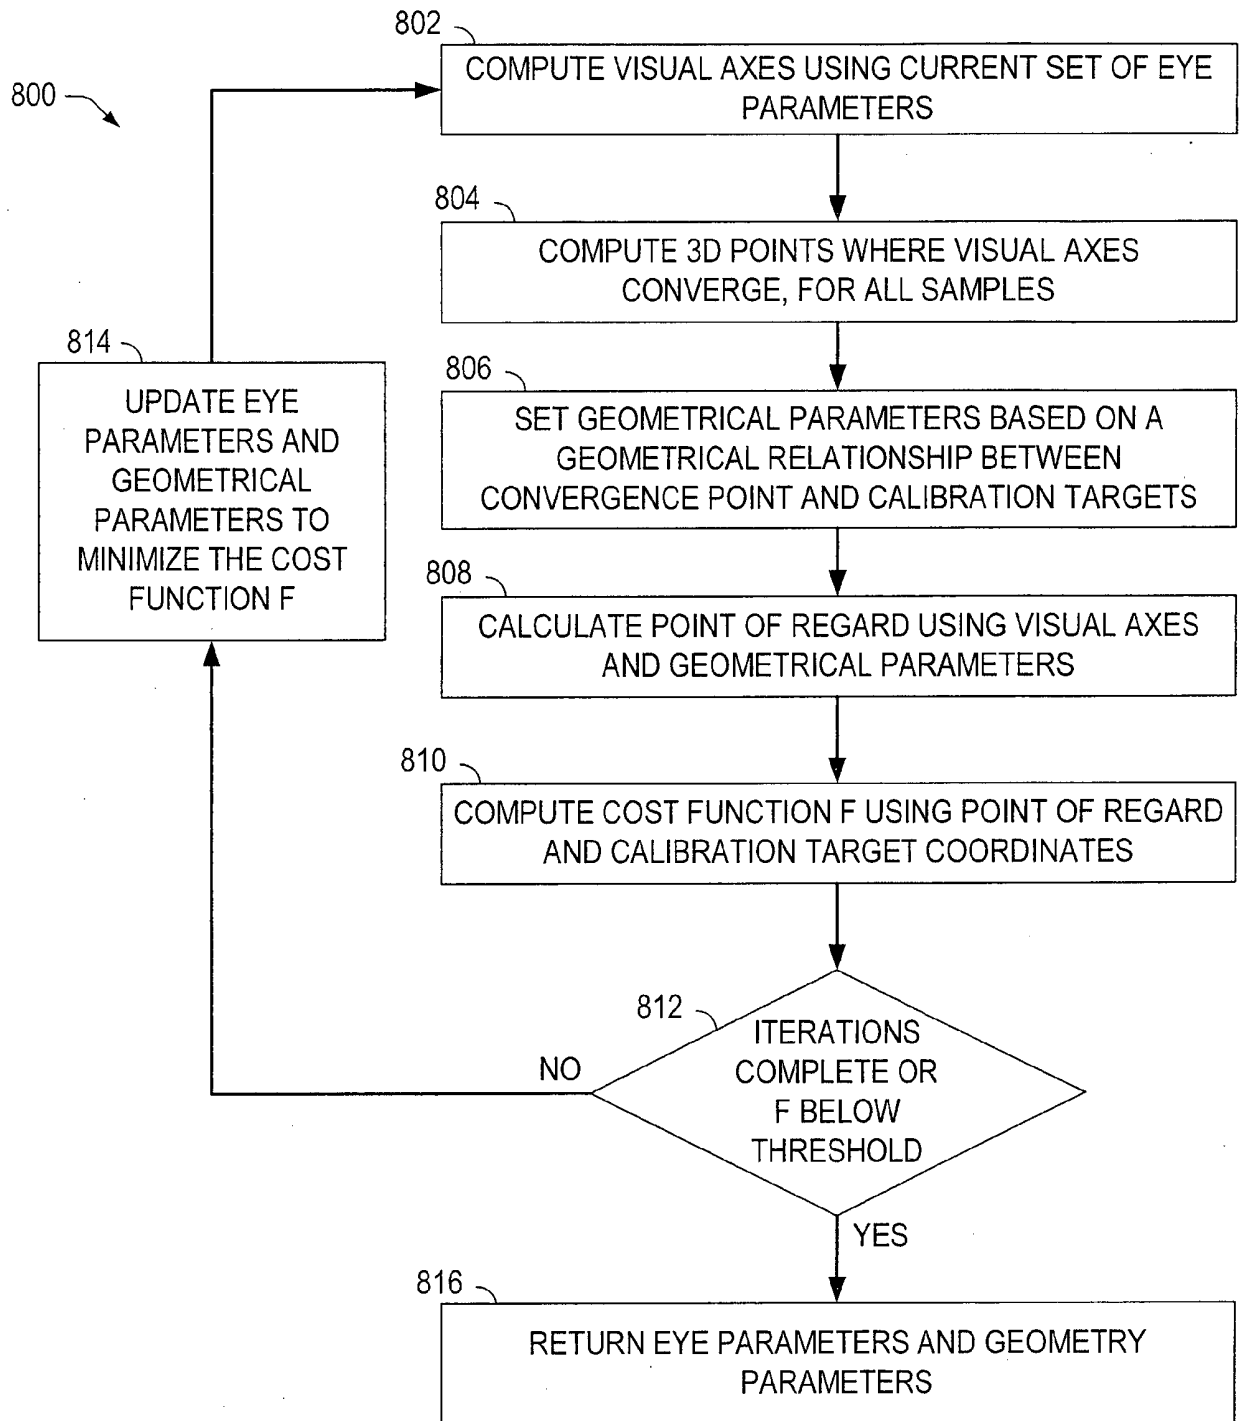 802
COMPUTE VISUAL AXES USING CURRENT SET OF EYE
PARAMETERS
800
804
COMPUTE 3D POINTS WHERE VISUAL AXES
CONVERGE, FOR ALL SAMPLES
814
UPDATE EYE
PARAMETERS AND
GEOMETRICAL
PARAMETERS TO
MINIMIZE THE COST
FUNCTION F
806
SET GEOMETRICAL PARAMETERS BASED ON A
GEOMETRICAL RELATIONSHIP BETWEEN
CONVERGENCE POINT AND CALIBRATION TARGETS
808
CALCULATE POINT OF REGARD USING VISUAL AXES
AND GEOMETRICAL PARAMETERS
810
COMPUTE COST FUNCTION F USING POINT OF REGARD
AND CALIBRATION TARGET COORDINATES
812
ITERATIONS
COMPLETE OR
F BELOW
THRESHOLD
NO
YES
816
RETURN EYE PARAMETERS AND GEOMETRY
PARAMETERS